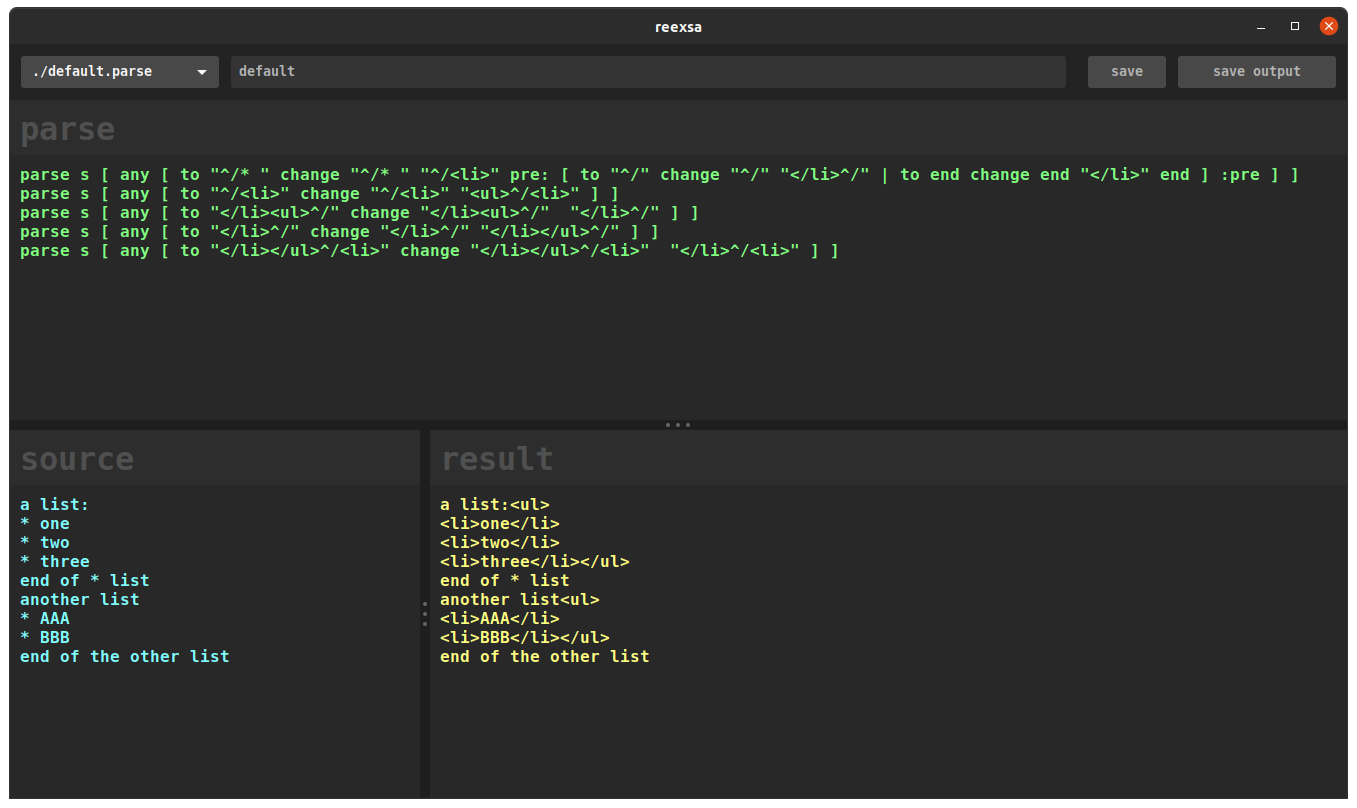 reexsa
./default.parse default save save output
parse
parse s [ any [ to "^/* " change "^/* " "^/<li>" pre: [ to "^/" change "^/" "</li>^/" | to end change end "</li>" end ] :pre ] ]
parse s [ any [ to "^/<li>" change "^/<li>" "<ul>^/<li>" ] ]
parse s [ any [ to "</li><ul>^/" change "</li><ul>^/"  "</li>^/" ] ]
parse s [ any [ to "</li>^/" change "</li>^/" "</li></ul>^/" ] ]
parse s [ any [ to "</li></ul>^/<li>" change "</li></ul>^/<li>"  "</li>^/<li>" ] ]
source
a list:
* one
* two
* three
end of * list
another list
* AAA
* BBB
end of the other list
result
a list:<ul>
<li>one</li>
<li>two</li>
<li>three</li></ul>
end of * list
another list<ul>
<li>AAA</li>
<li>BBB</li></ul>
end of the other list